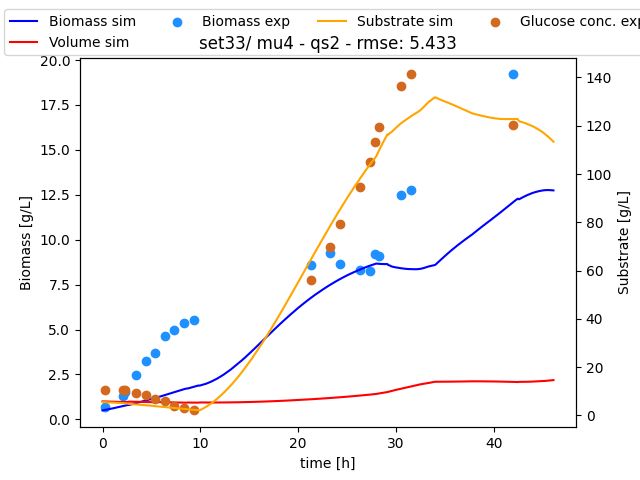 Biomass sim
Biomass exp
Substrate sim
Glucose conc. exp
Volume sim
set33/ mu4 - qs2 - rmse: 5.433
20.0
17.5
15.0
12.5
10.0
7.5
5.0
2.5
0.0
Biomass [g/L]
140
120
100
80
60
40
20
0
Substrate [g/L]
0
10
20
30
40
time [h]